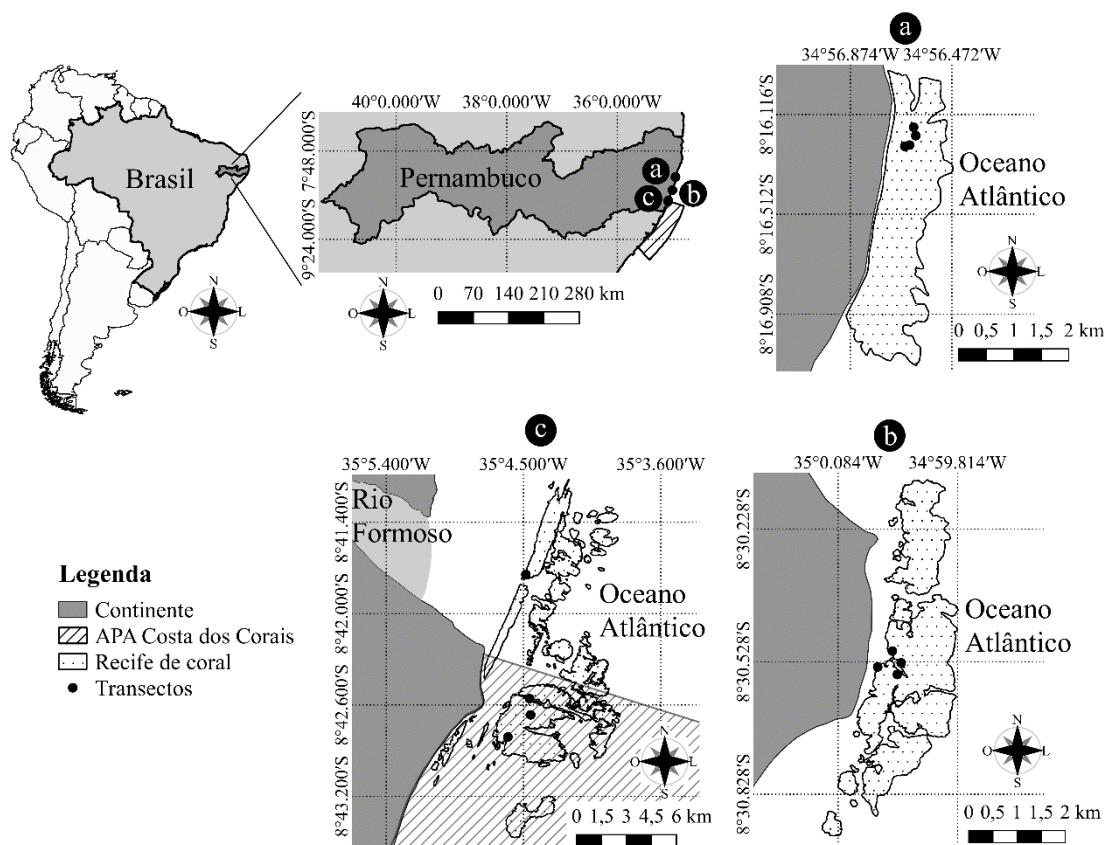 Brasil
N
O
L
S
40°0.000'W
38°0.000'W
36°0.000'W
7°48.000'S
9°24.000'S
Pernambuco
a
b
c
N
O
L
S
0 70 140 210 280 km
a
34°56.874'W
34°56.472'W
8°16.116'S
8°16.512'S
8°16.908'S
Oceano
Atlântico
N
O
L
S
0 0,5 1 1,5 2 km
c
35°5.400'W
35°4.500'W
35°3.600'W
8°41.400'S
8°42.000'S
8°42.600'S
8°43.200'S
Rio
Formoso
Oceano
Atlântico
N
O
L
S
0 1,5 3 4,5 6 km
b
35°0.084'W
34°59.814'W
8°30.228'S
8°30.528'S
8°30.828'S
Oceano
Atlântico
N
O
L
S
0 0,5 1 1,5 2 km
Legenda
Continente
APA Costa dos Corais
Recife de coral
Transectos